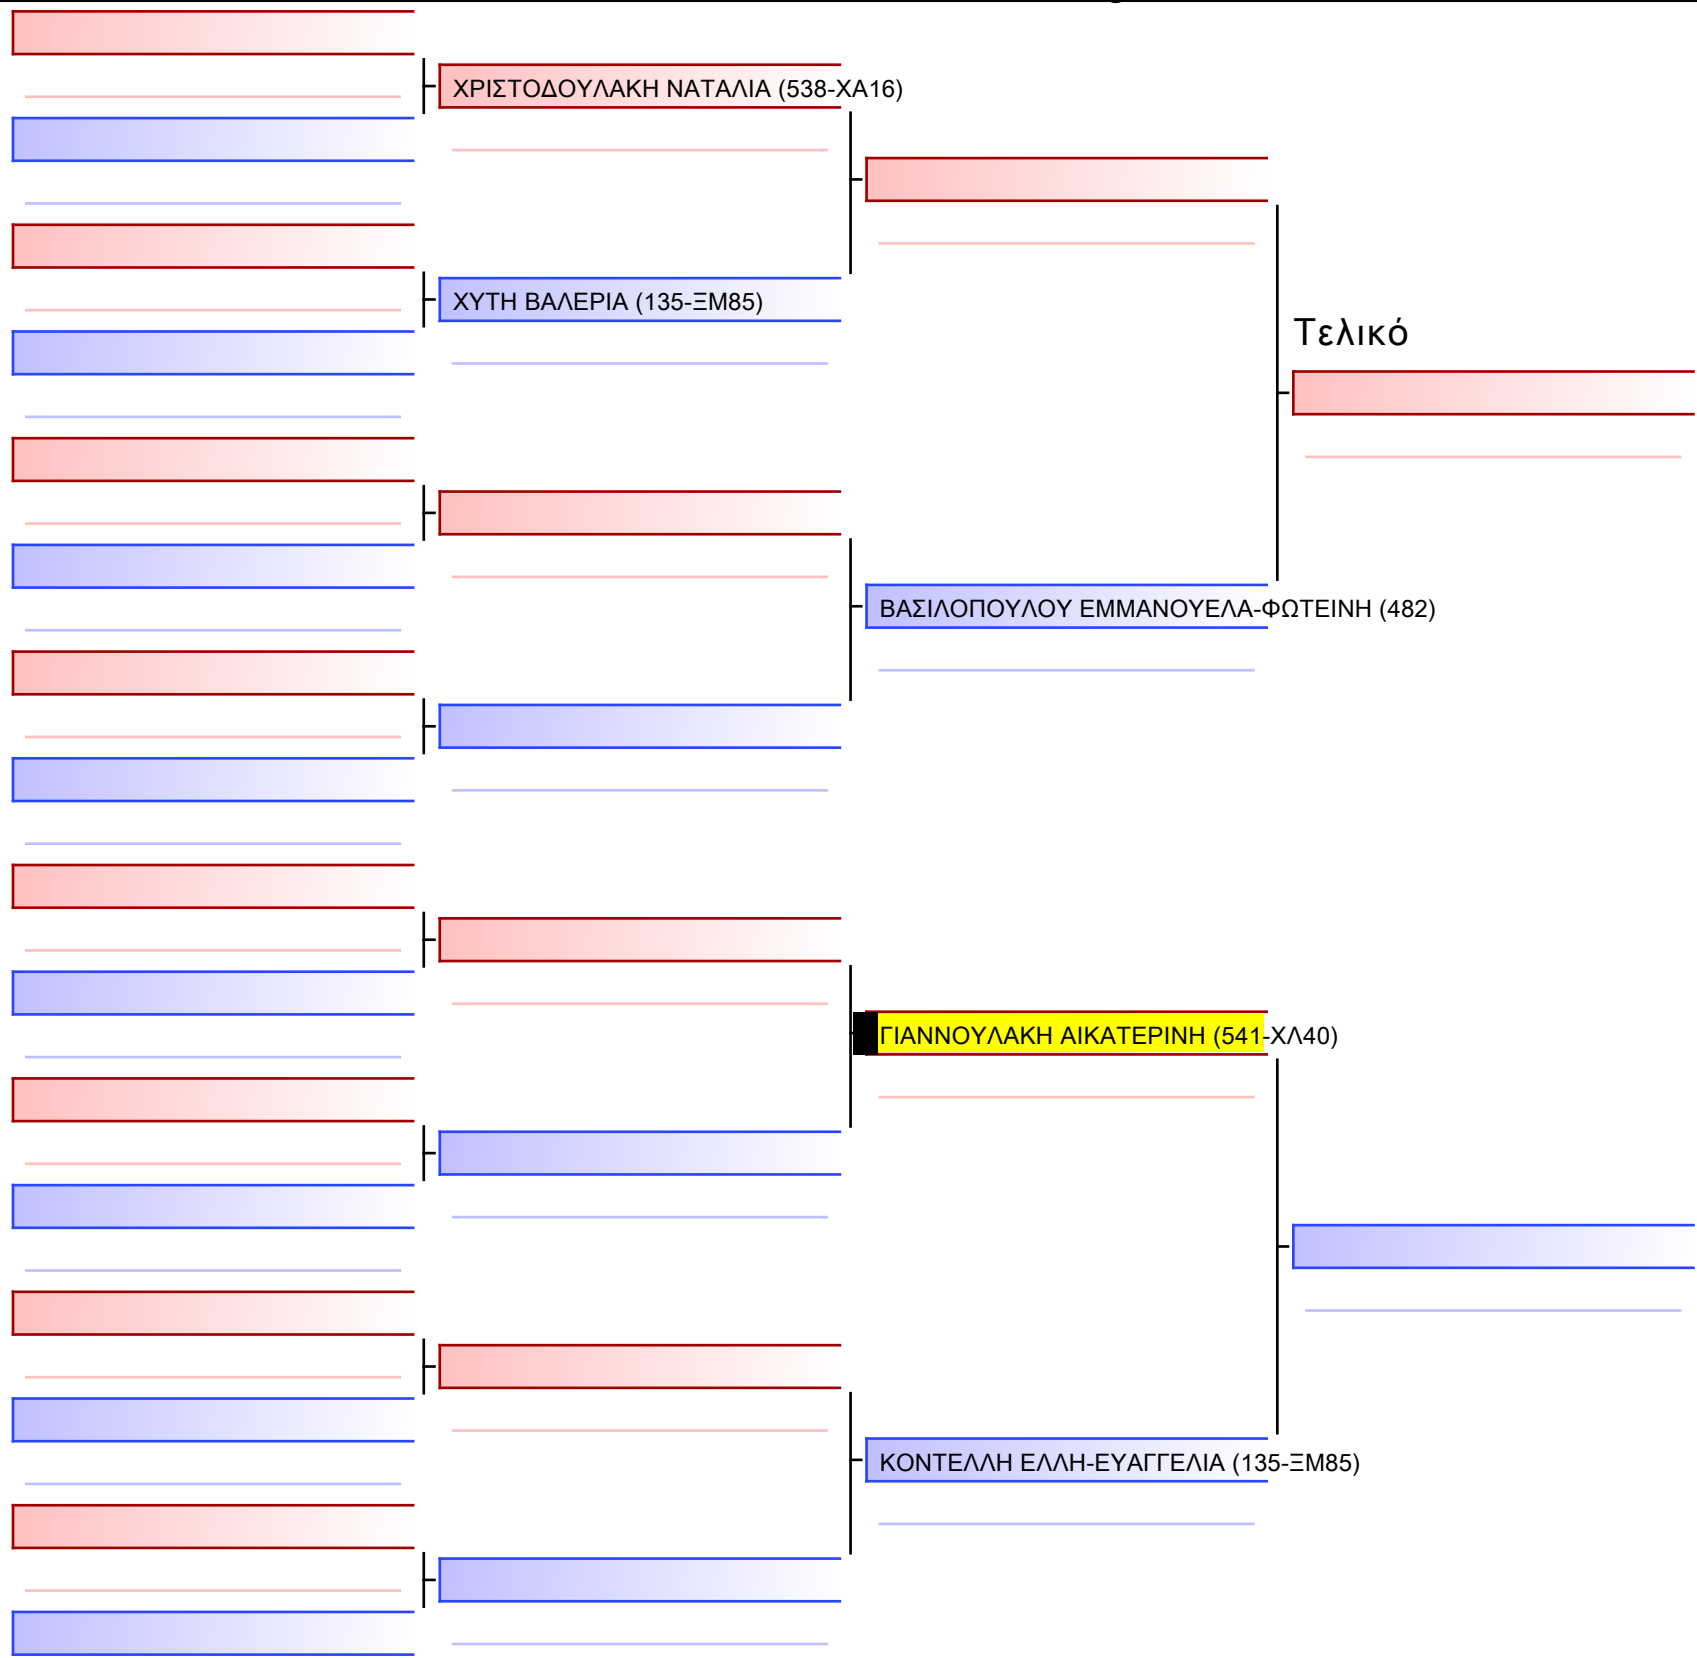 ΧΡΙΣΤΟΔΟΥΛΑΚΗ ΝΑΤΑΛΙΑ (538-ΧΑ16)
ΧΥΤΗ ΒΑΛΕΡΙΑ (135-ΞΜ85)
Τελικό
ΒΑΣΙΛΟΠΟΥΛΟΥ ΕΜΜΑΝΟΥΕΛΑ-ΦΩΤΕΙΝΗ (482)
ΓΙΑΝΝΟΥΛΑΚΗ ΑΙΚΑΤΕΡΙΝΗ (541-ΧΛ40)
ΚΟΝΤΕΛΛΗ ΕΛΛΗ-ΕΥΑΓΓΕΛΙΑ (135-ΞΜ85)